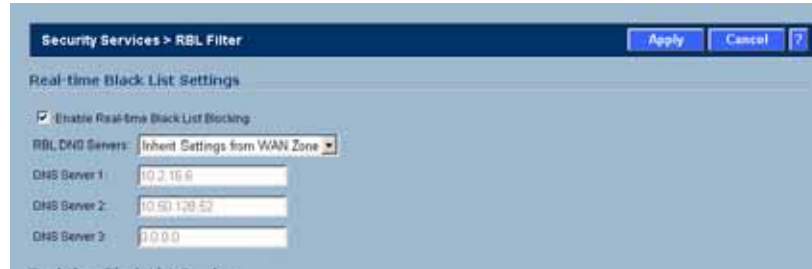 Security Services > RBL Filter
Apply Cancel ?
Real-time Black List Settings
Enable Real-time Black List Blocking
RBL DNS Servers: Inherit Settings from WAN Zone
DNS Server 1: 10.2.16.6
DNS Server 2: 10.50.128.52
DNS Server 3: 0.0.0.0